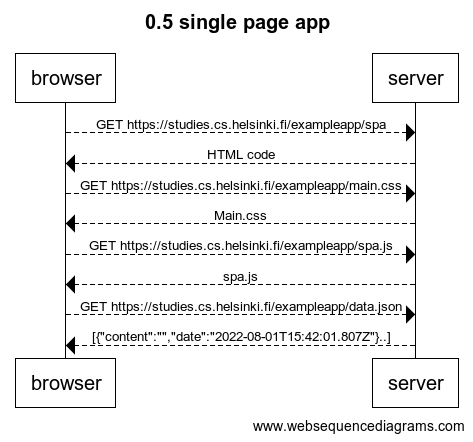 0.5 single page app
browser server
GET https://studies.cs.helsinki.fi/exampleapp/spa
HTML code
GET https://studies.cs.helsinki.fi/exampleapp/main.css
Main.css
GET https://studies.cs.helsinki.fi/exampleapp/spa.js
spa.js
GET https://studies.cs.helsinki.fi/exampleapp/data.json
[{"content":"","date":"2022-08-01T15:42:01.807Z"}..]
browser server
www.websequencediagrams.com